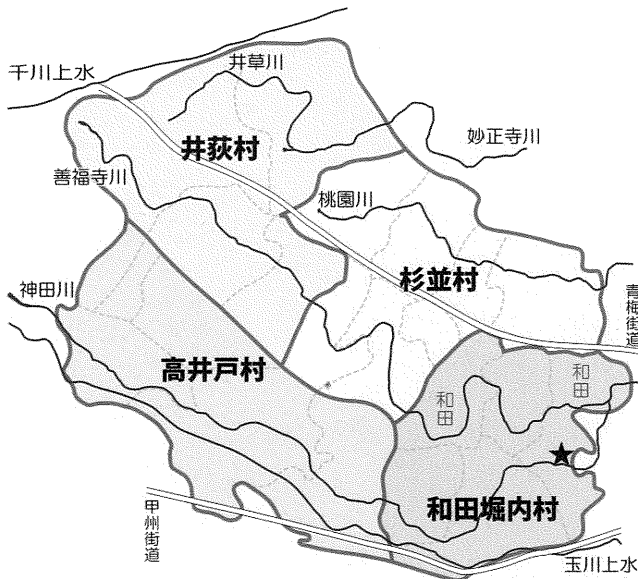 井草川
千川上水
井荻村
妙正寺川
善福寺川
桃園川
杉並村
神田川
青梅街道
高井戸村
和田
和田
和田堀内村
甲州街道
玉川上水